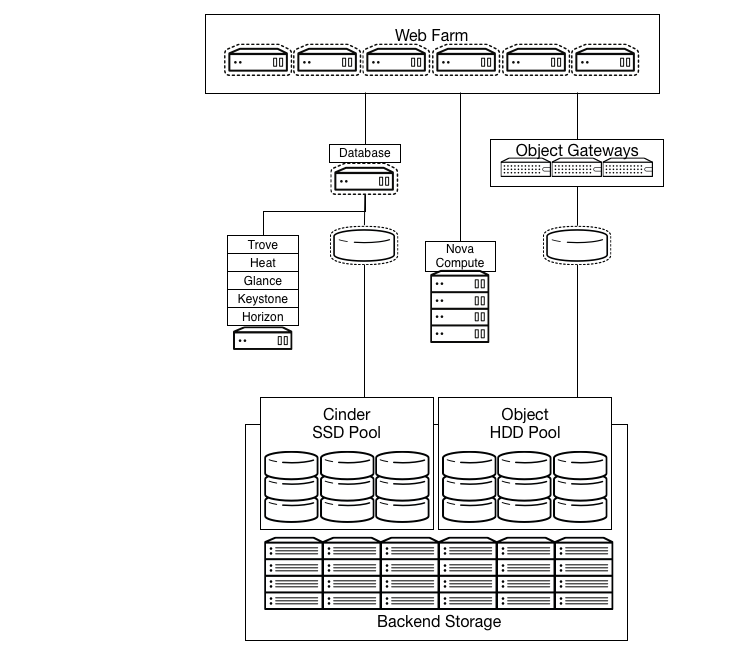 Web Farm
Database
Object Gateways
Trove
Heat
Glance
Keystone
Horizon
Nova
Compute
Cinder
SSD Pool
Object
HDD Pool
Backend Storage